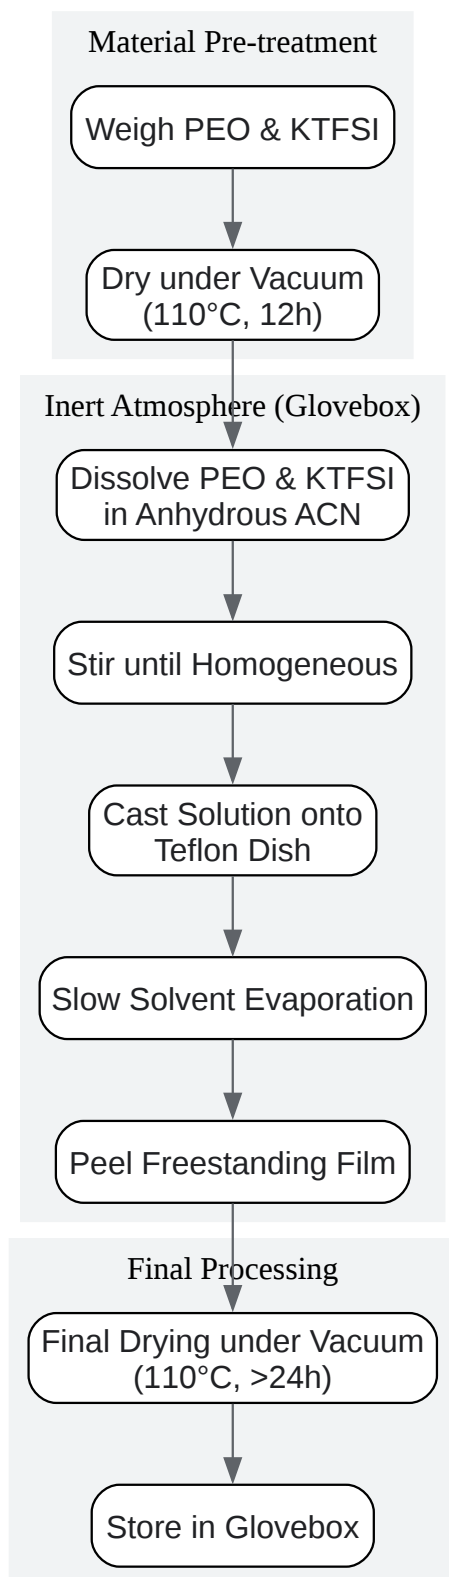 Material Pre-treatment
Weigh PEO & KTFSI
Dry under Vacuum
(110°C, 12h)
Inert Atmosphere (Glovebox)
Dissolve PEO & KTFSI
in Anhydrous ACN
Stir until Homogeneous
Cast Solution onto
Teflon Dish
Slow Solvent Evaporation
Peel Freestanding Film
Final Processing
Final Drying under Vacuum
(110°C, >24h)
Store in Glovebox